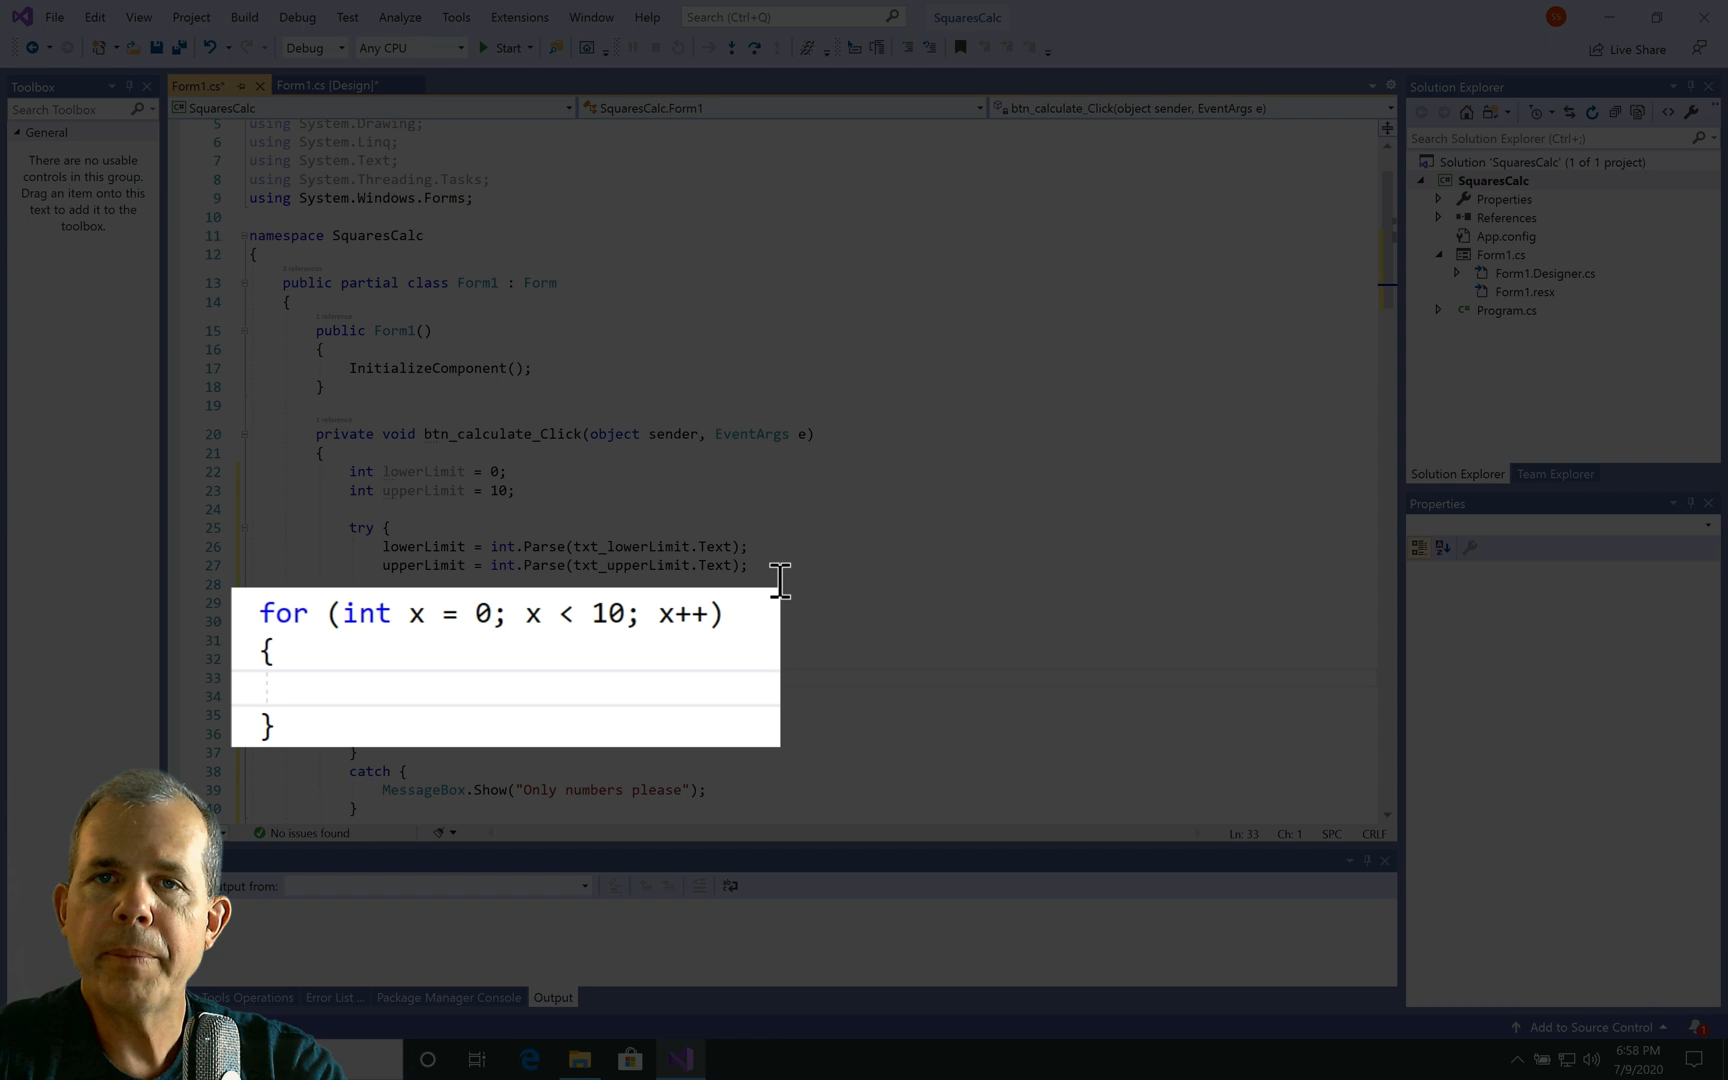 File Edit View Project Build Debug Test Analyze Tools Extensions Window Help Search (Ctrl+Q) SquaresCalc SS
Debug Any CPU Start Live Share
Toolbox
Search Toolbox
General
There are no usable
controls in this group.
Drag an item onto this
text to add it to the
toolbox.
Form1.cs* Form1.cs [Design]*
SquaresCalc SquaresCalc.Form1 btn_calculate_Click(object sender, EventArgs e)
5 using System.Drawing;
6 using System.Linq;
7 using System.Text;
8 using System.Threading.Tasks;
9 using System.Windows.Forms;
10
11 namespace SquaresCalc
12 {
3 references
13 public partial class Form1 : Form
14 {
1 reference
15 public Form1()
16 {
17 InitializeComponent();
18 }
19
1 reference
20 private void btn_calculate_Click(object sender, EventArgs e)
21 {
22 int lowerLimit = 0;
23 int upperLimit = 10;
24
25 try {
26 lowerLimit = int.Parse(txt_lowerLimit.Text);
27 upperLimit = int.Parse(txt_upperLimit.Text);
28
29
30
31
32
33
34
35
36
37 }
38 catch {
39 MessageBox.Show("Only numbers please");
40 }
for (int x = 0; x < 10; x++)
{
}
No issues found Ln: 33 Ch: 1 SPC CRLF
from:
Tools Operations Error List ... Package Manager Console Output
Solution Explorer
Search Solution Explorer (Ctrl+;)
Solution 'SquaresCalc' (1 of 1 project)
SquaresCalc
Properties
References
App.config
Form1.cs
Form1.Designer.cs
Form1.resx
Program.cs
Solution Explorer Team Explorer
Properties
Add to Source Control 1
6:58 PM
7/9/2020